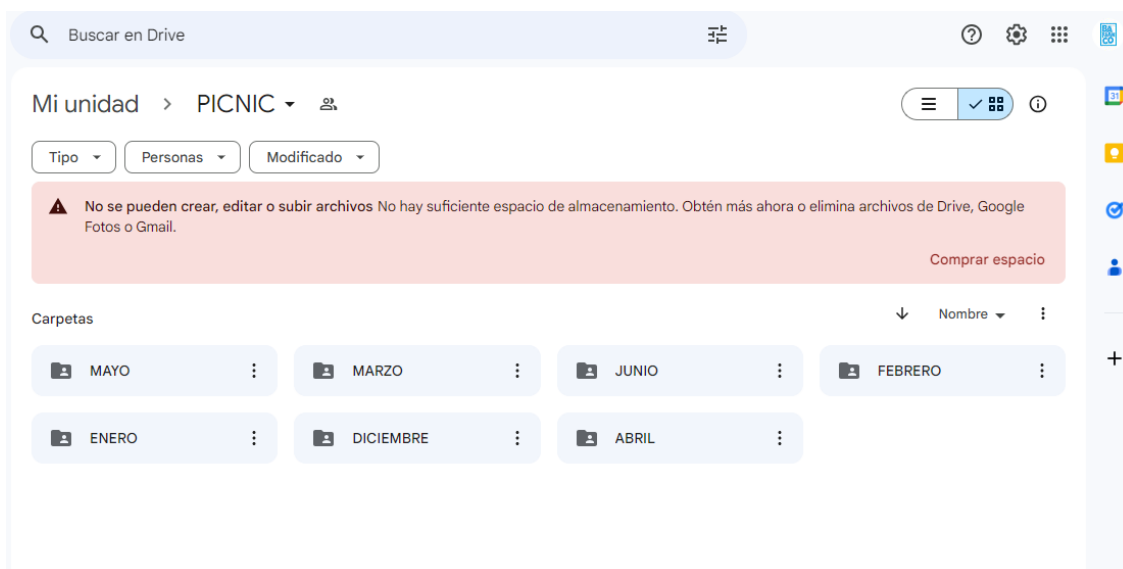 Buscar en Drive
Mi unidad > PICNIC
Tipo
Personas
Modificado
No se pueden crear, editar o subir archivos No hay suficiente espacio de almacenamiento. Obtén más ahora o elimina archivos de Drive, Google
Fotos o Gmail.
Comprar espacio
Carpetas
Nombre
MAYO
MARZO
JUNIO
FEBRERO
ENERO
DICIEMBRE
ABRIL
31